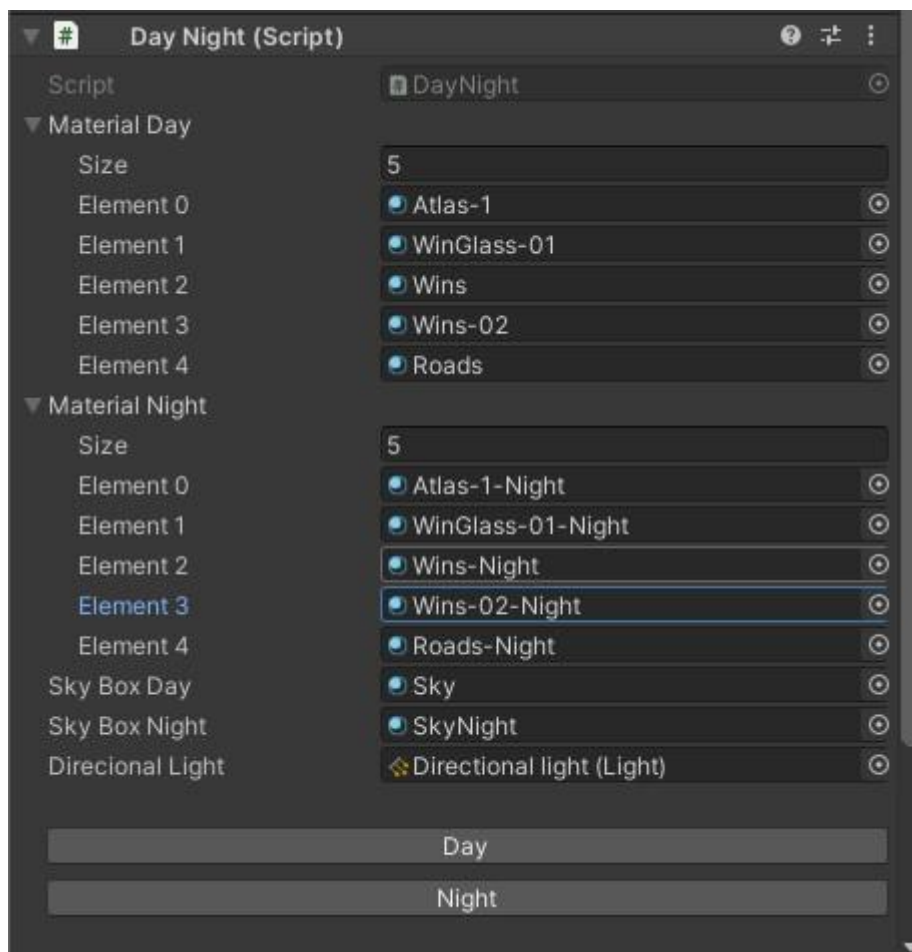 Day Night (Script)
Script DayNight
Material Day
Size 5
Element 0 Atlas-1
Element 1 WinGlass-01
Element 2 Wins
Element 3 Wins-02
Element 4 Roads
Material Night
Size 5
Element 0 Atlas-1-Night
Element 1 WinGlass-01-Night
Element 2 Wins-Night
Element 3 Wins-02-Night
Element 4 Roads-Night
Sky Box Day Sky
Sky Box Night SkyNight
Direcional Light Directional light (Light)
Day
Night